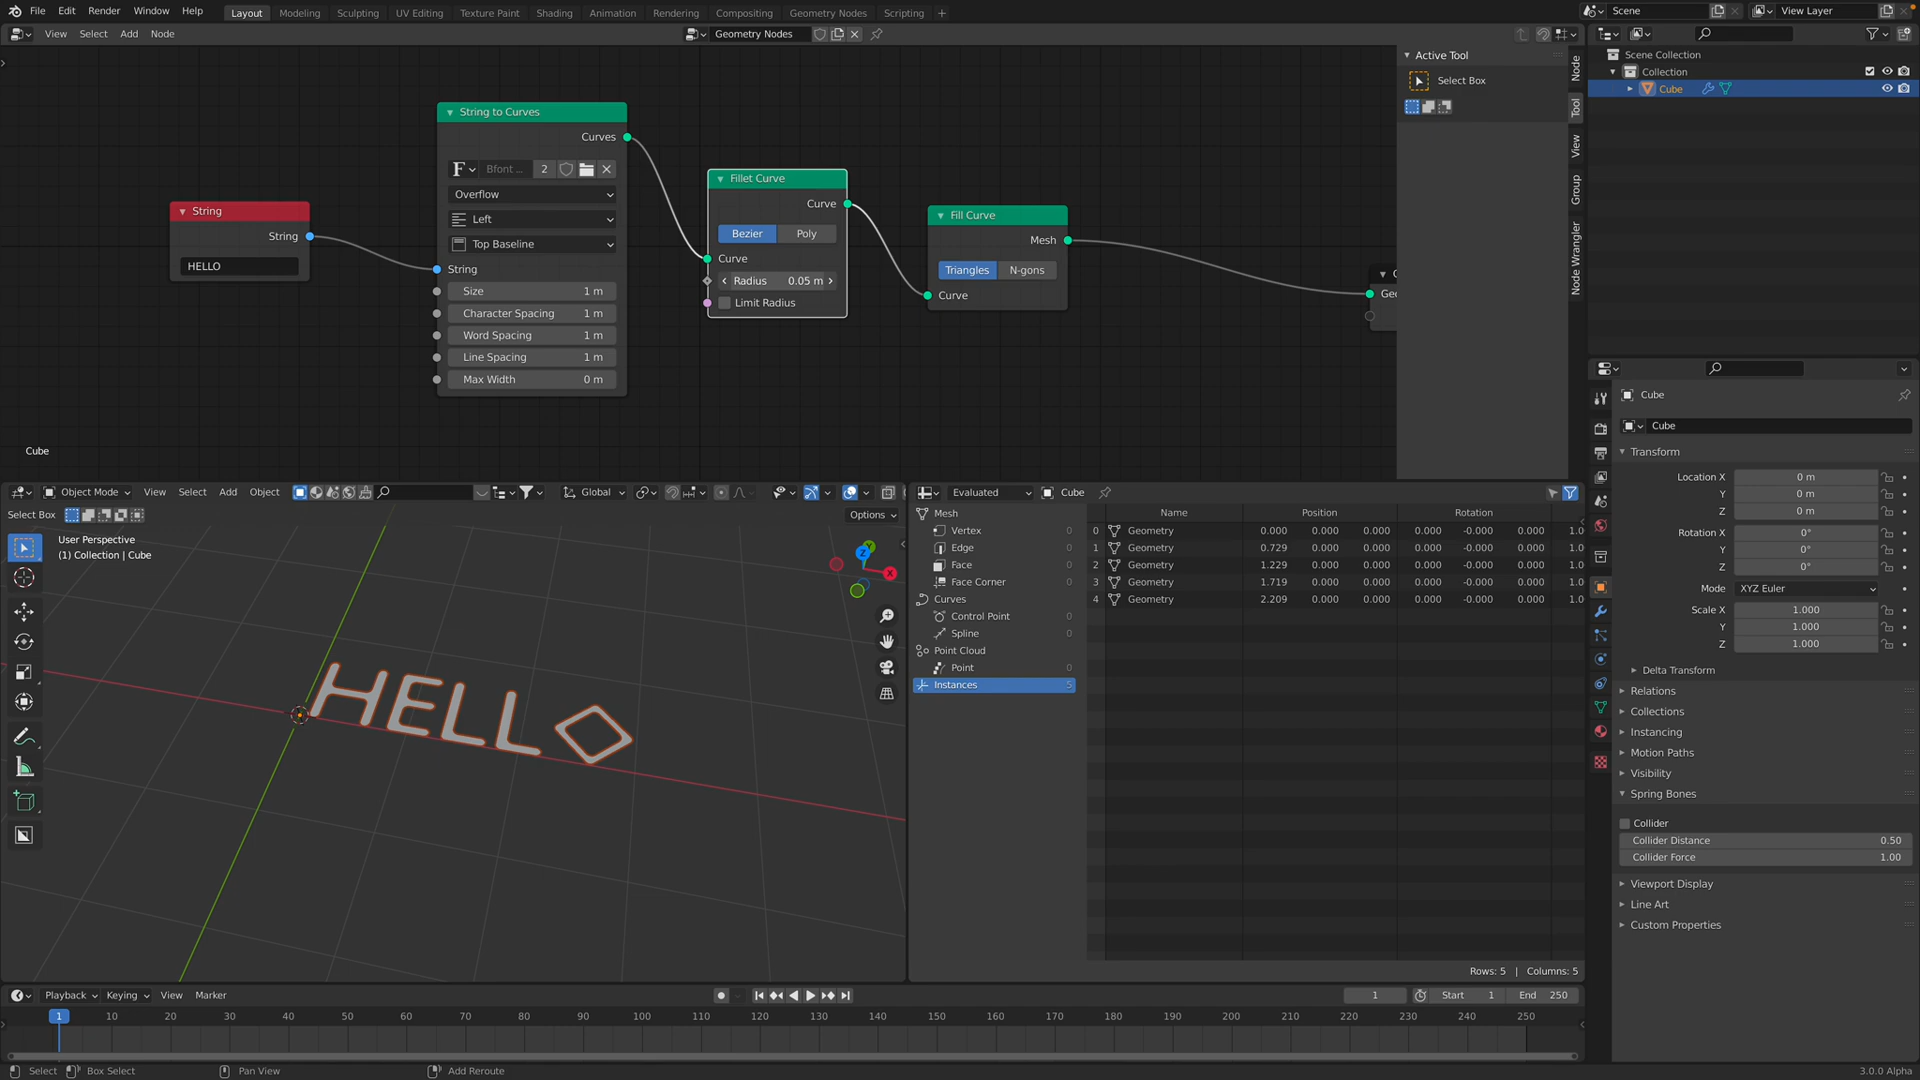 File Edit Render Window Help Layout Modeling Sculpting UV Editing Texture Paint Shading Animation Rendering Compositing Geometry Nodes Scripting + Scene View Layer
View Select Add Node Geometry Nodes
Active Tool
Select Box
Node
Tool
View
Group
Node Wrangler
String
String
HELLO
String to Curves
Curves
F Bfont ... 2
Overflow
Left
Top Baseline
String
Size 1 m
Character Spacing 1 m
Word Spacing 1 m
Line Spacing 1 m
Max Width 0 m
Fillet Curve
Curve
Bezier Poly
Curve
Radius 0.05 m
Limit Radius
Fill Curve
Mesh
Triangles N-gons
Curve
Cube
Scene Collection
Collection
Cube
Object Mode View Select Add Object Global
Select Box Options
User Perspective
(1) Collection | Cube
X
Y
Z
HELLO
Evaluated Cube
Mesh
Vertex 0
Edge 0
Face 0
Face Corner 0
Curves
Control Point 0
Spline 0
Point Cloud
Point 0
Instances 5
Name Position Rotation
0 Geometry 0.000 0.000 0.000 0.000 -0.000 0.000 1.0
1 Geometry 0.729 0.000 0.000 0.000 -0.000 0.000 1.0
2 Geometry 1.229 0.000 0.000 0.000 -0.000 0.000 1.0
3 Geometry 1.719 0.000 0.000 0.000 -0.000 0.000 1.0
4 Geometry 2.209 0.000 0.000 0.000 -0.000 0.000 1.0
Rows: 5 | Columns: 5
Cube
Cube
Transform
Location X 0 m
Y 0 m
Z 0 m
Rotation X 0°
Y 0°
Z 0°
Mode XYZ Euler
Scale X 1.000
Y 1.000
Z 1.000
Delta Transform
Relations
Collections
Instancing
Motion Paths
Visibility
Spring Bones
Collider
Collider Distance 0.50
Collider Force 1.00
Viewport Display
Line Art
Custom Properties
Playback Keying View Marker 1 Start 1 End 250
1 10 20 30 40 50 60 70 80 90 100 110 120 130 140 150 160 170 180 190 200 210 220 230 240 250
Select Box Select Pan View Add Reroute 3.0.0 Alpha